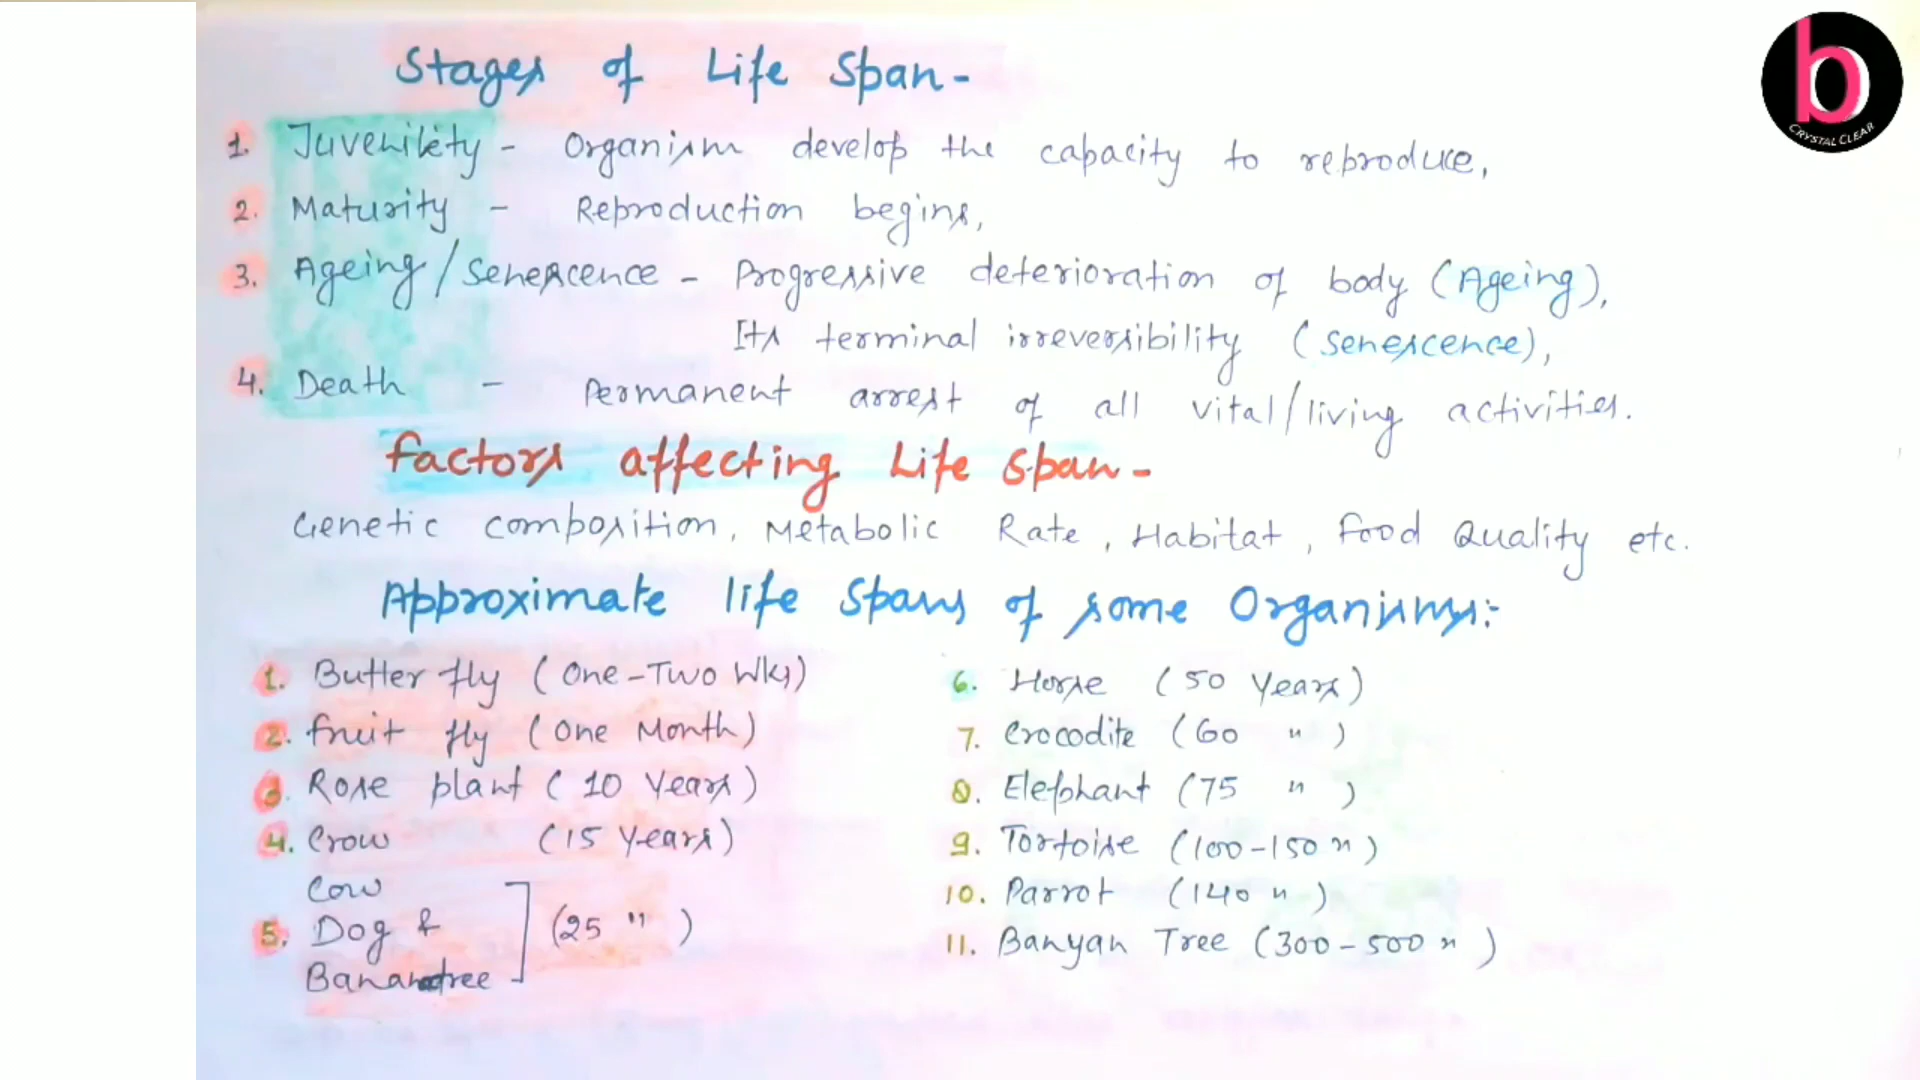 Stages of Life Span-
1. Juvenility - Organism develop the capacity to reproduce,
2. Maturity - Reproduction begins,
3. Ageing/Senescence - Progressive deterioration of body (Ageing),
Its terminal irreversibility (Senescence),
4. Death - Permanent arrest of all vital/living activities.
Factors affecting Life Span-
Genetic composition, Metabolic Rate, Habitat, Food Quality etc.
Approximate life Spans of some Organisms:-
1. Butterfly (One-Two Wks)
2. Fruit fly (One Month)
3. Rose plant (10 Years)
4. Crow (15 Years)
Cow
5. Dog & (25 " )
Banana tree
6. Horse (50 Years)
7. Crocodite (60 " )
8. Elephant (75 " )
9. Tortoise (100-150 ")
10. Parrot (140 " )
11. Banyan Tree (300-500 " )
b
CRYSTAL CLEAR